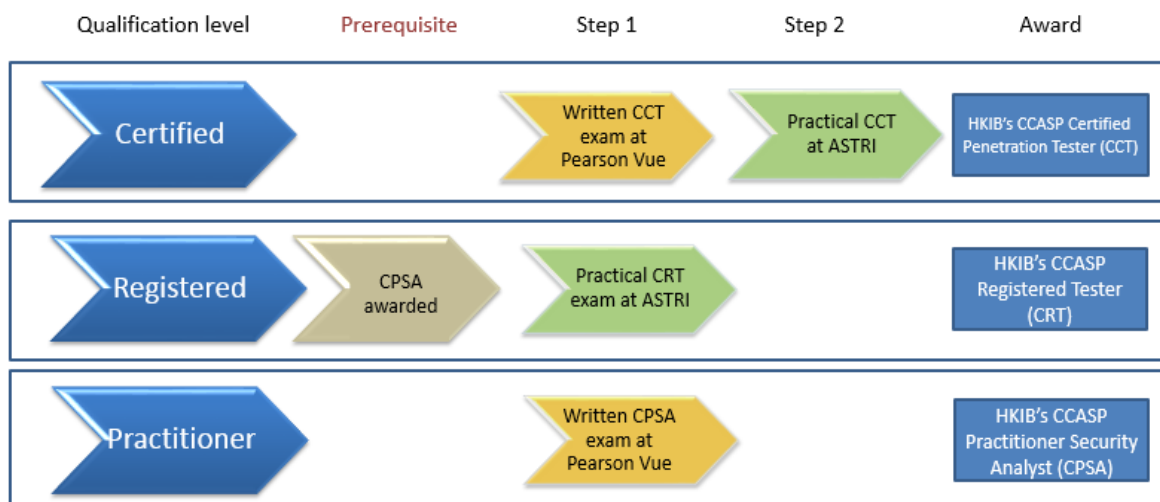 Qualification level
Prerequisite
Step 1
Step 2
Award
Certified
Written CCT
exam at
Pearson Vue
Practical CCT
at ASTRI
HKIB's CCASP Certified
Penetration Tester (CCT)
Registered
CPSA
awarded
Practical CRT
exam at ASTRI
HKIB's CCASP
Registered Tester
(CRT)
Practitioner
Written CPSA
exam at
Pearson Vue
HKIB's CCASP
Practitioner Security
Analyst (CPSA)